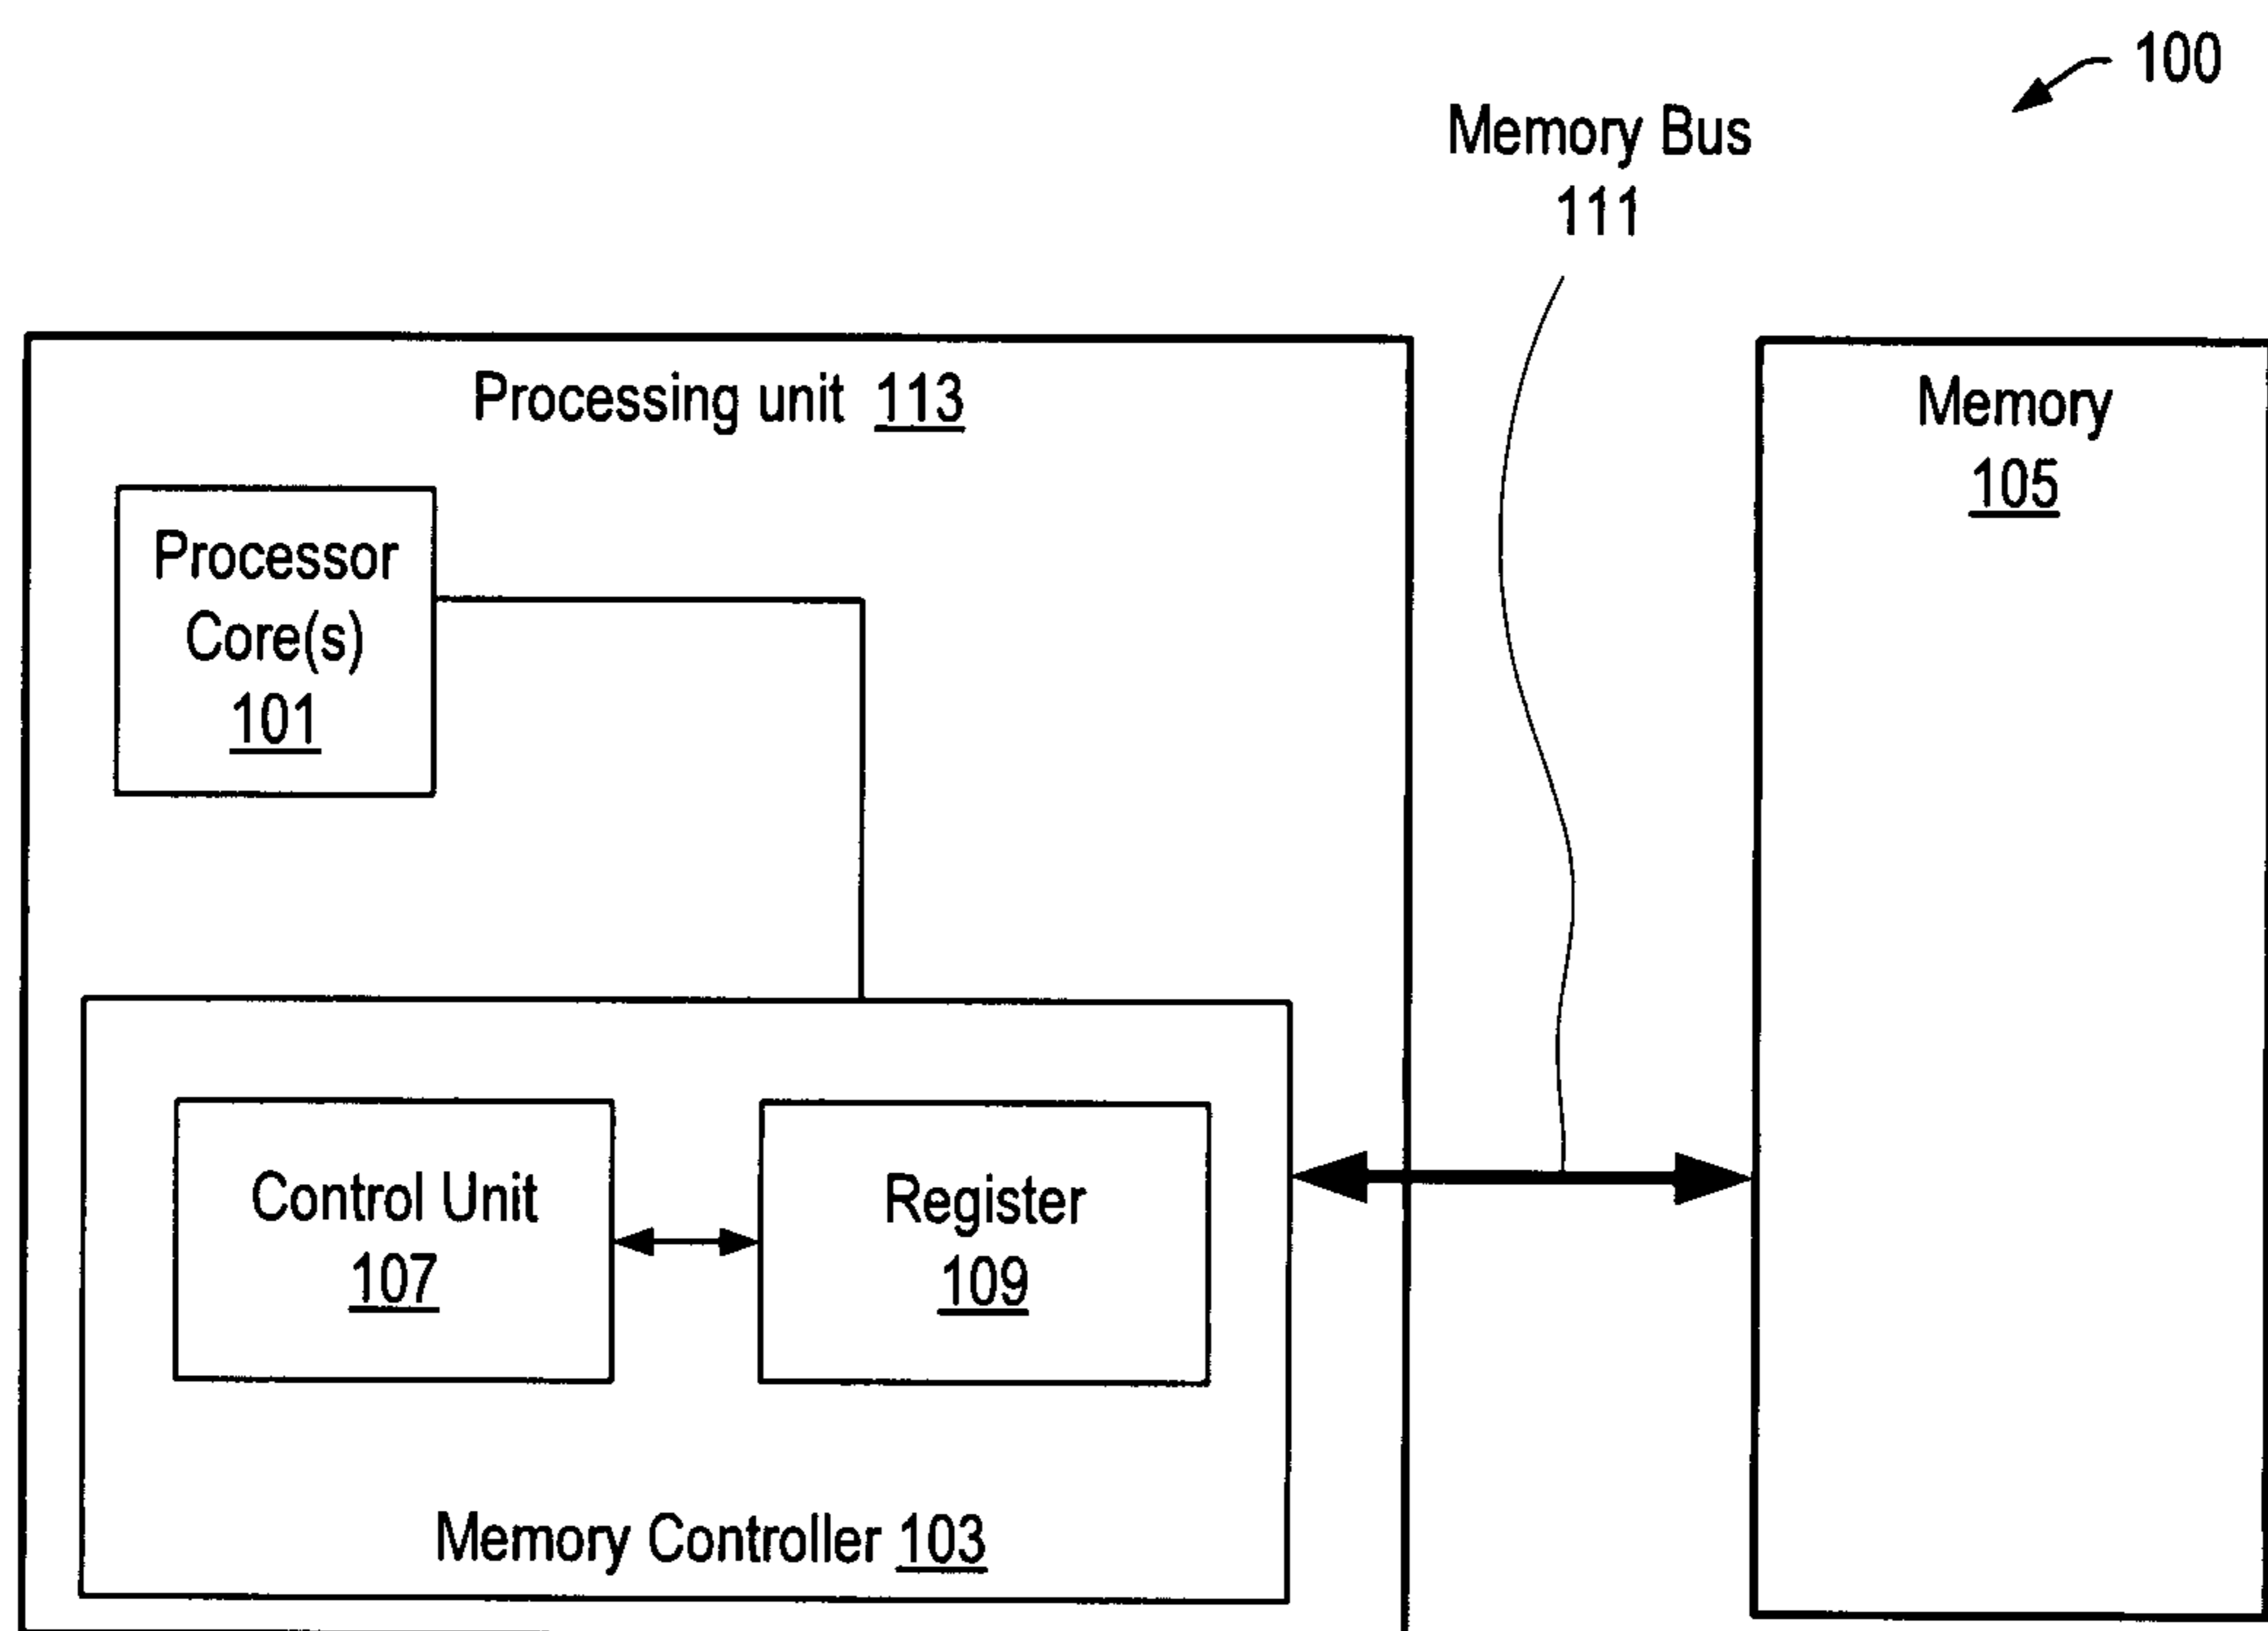 100
Memory Bus
111
Processing unit 113
Memory
105
Processor
Core(s)
101
Control Unit
107
Register
109
Memory Controller 103